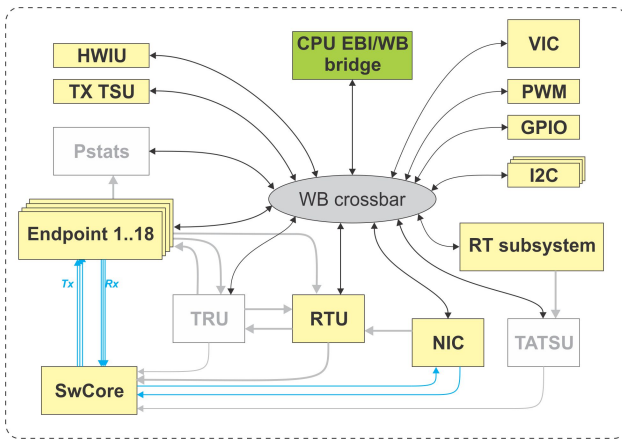 HWIU
CPU EBI/WB
bridge
VIC
TX TSU
PWM
GPIO
Pstats
I2C
WB crossbar
Endpoint 1..18
RT subsystem
Tx
Rx
TRU
RTU
NIC
TATSU
SwCore